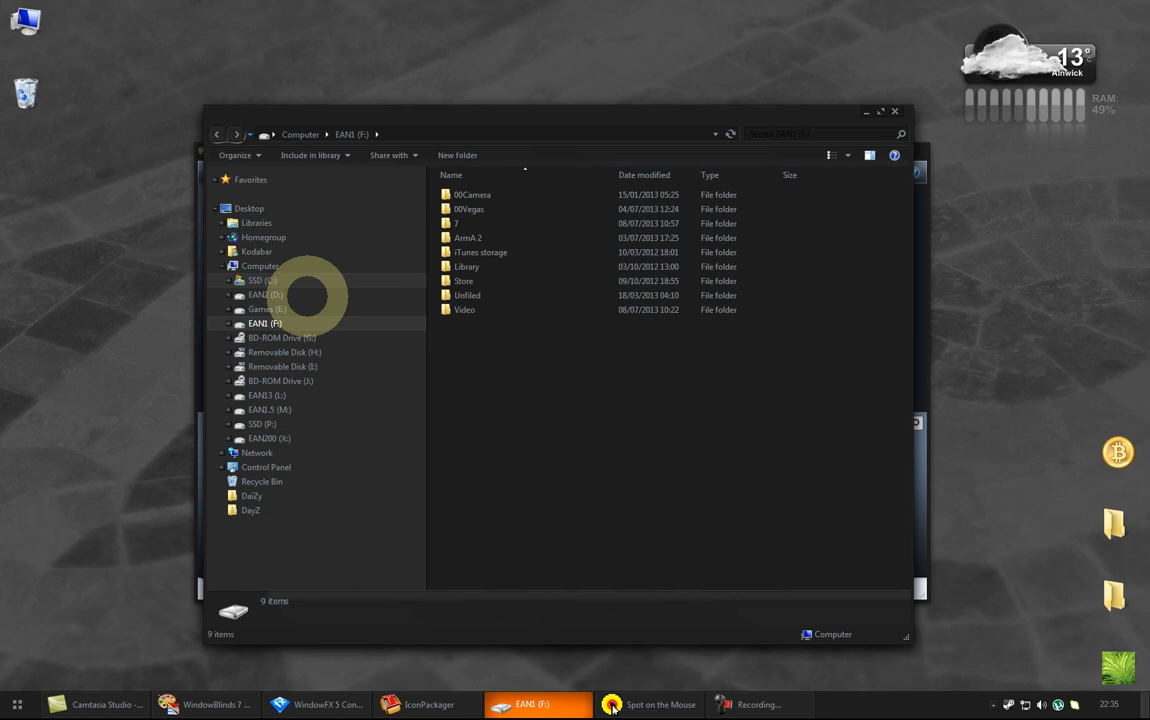 13°c
Alnwick
RAM:
49%
Computer EAN1 (F:) Search EAN1 (F:)
Organize Include in library Share with New folder
Name Date modified Type Size
Favorites
Desktop
Libraries
Homegroup
Kodabar
Computer
SSD (C:)
EAN2 (D:)
Games (E:)
EAN1 (F:)
BD-ROM Drive (G:)
Removable Disk (H:)
Removable Disk (I:)
BD-ROM Drive (J:)
EAN13 (L:)
EAN1.5 (M:)
SSD (P:)
EAN200 (X:)
Network
Control Panel
Recycle Bin
DaiZy
DayZ
00Camera 15/01/2013 05:25 File folder
00Vegas 04/07/2013 12:24 File folder
7 08/07/2013 10:57 File folder
ArmA 2 03/07/2013 17:25 File folder
iTunes storage 10/03/2012 18:01 File folder
Library 03/10/2012 13:00 File folder
Store 09/10/2012 18:55 File folder
Unfiled 18/03/2013 04:10 File folder
Video 08/07/2013 10:22 File folder
9 items
9 items Computer
Camtasia Studio - ... WindowBlinds 7 ... WindowFX 5 Con... IconPackager EAN1 (F:) Spot on the Mouse Recording... 22:35